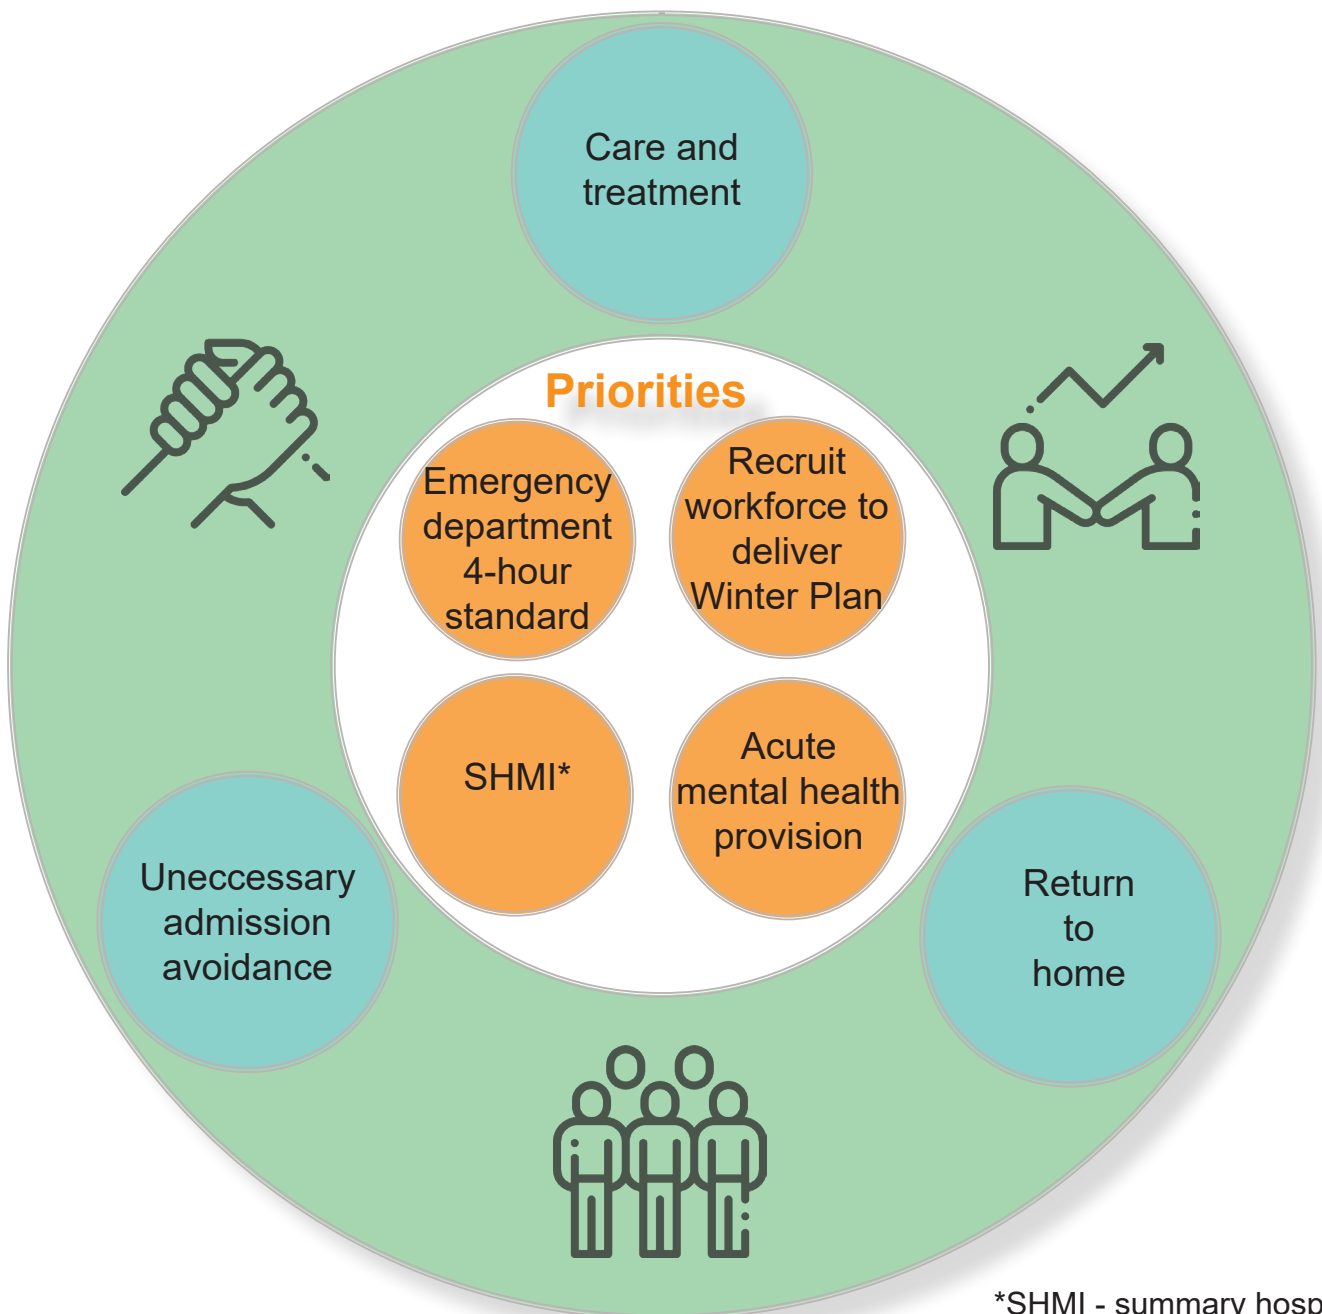 Care and
treatment
Priorities
Emergency
department
4-hour
standard
Recruit
workforce to
deliver
Winter Plan
SHMI*
Acute
mental health
provision
Uneccessary
admission
avoidance
Return
to
home
*SHMI - summary hosp